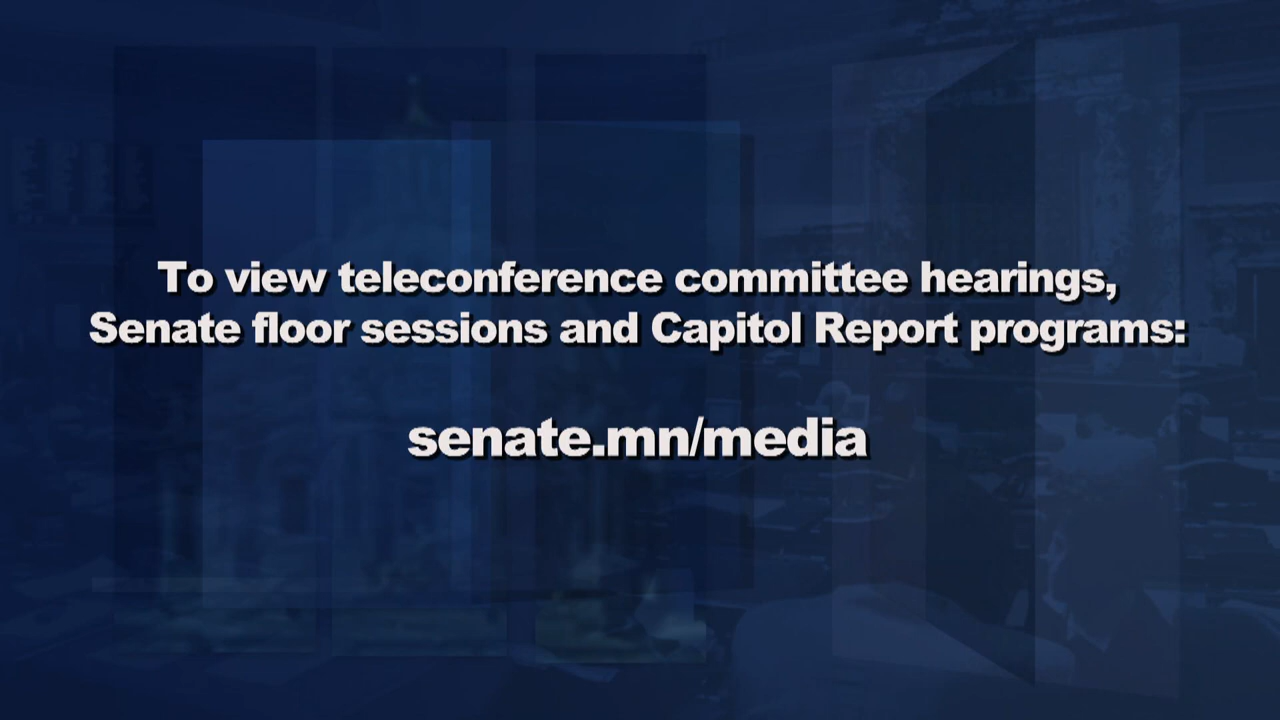 To view teleconference committee hearings,
Senate floor sessions and Capitol Report programs:
senate.mn/media